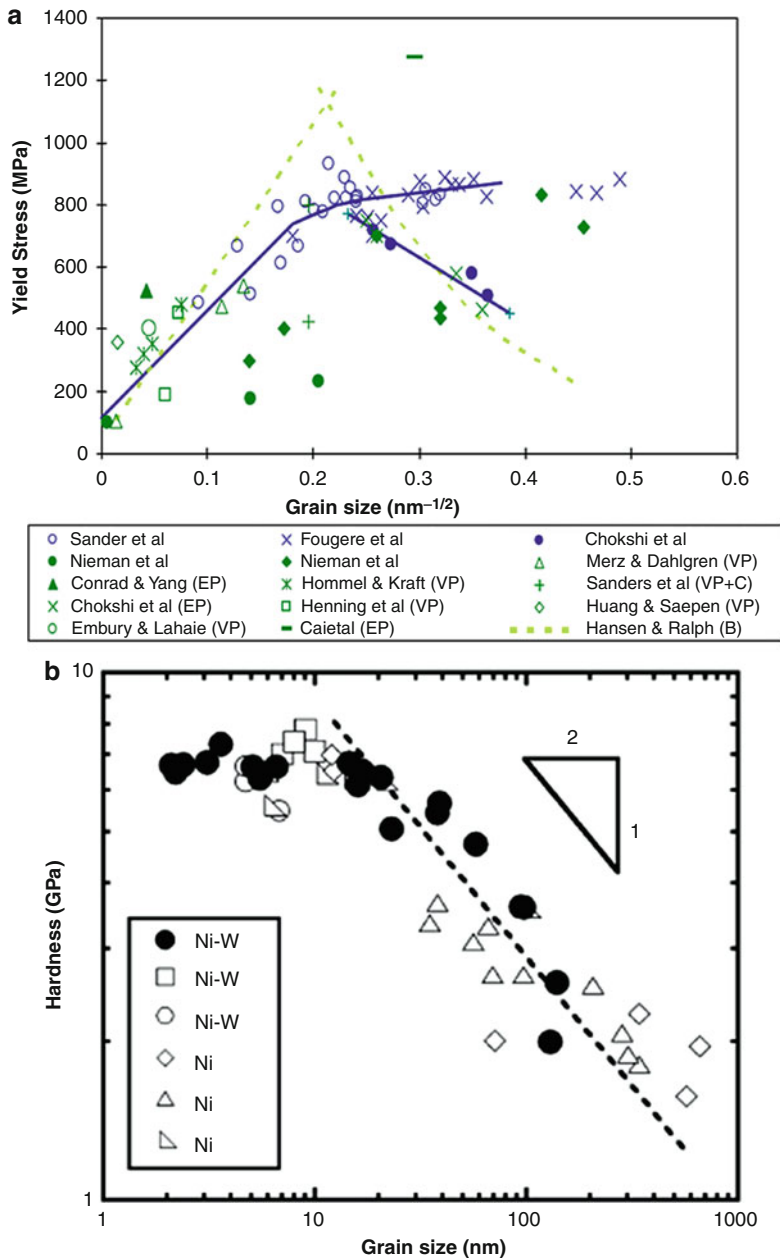 a
1400
1200
1000
800
600
400
200
0
Yield Stress (MPa)
0 0.1 0.2 0.3 0.4 0.5 0.6
Grain size (nm–1/2)
Sander et al Fougere et al Chokshi et al
Nieman et al Nieman et al Merz & Dahlgren (VP)
Conrad & Yang (EP) Hommel & Kraft (VP) Sanders et al (VP+C)
Chokshi et al (EP) Henning et al (VP) Huang & Saepen (VP)
Embury & Lahaie (VP) Caietal (EP) Hansen & Ralph (B)
b
10
1
Hardness (GPa)
2
1
Ni-W
Ni-W
Ni-W
Ni
Ni
Ni
1 10 100 1000
Grain size (nm)